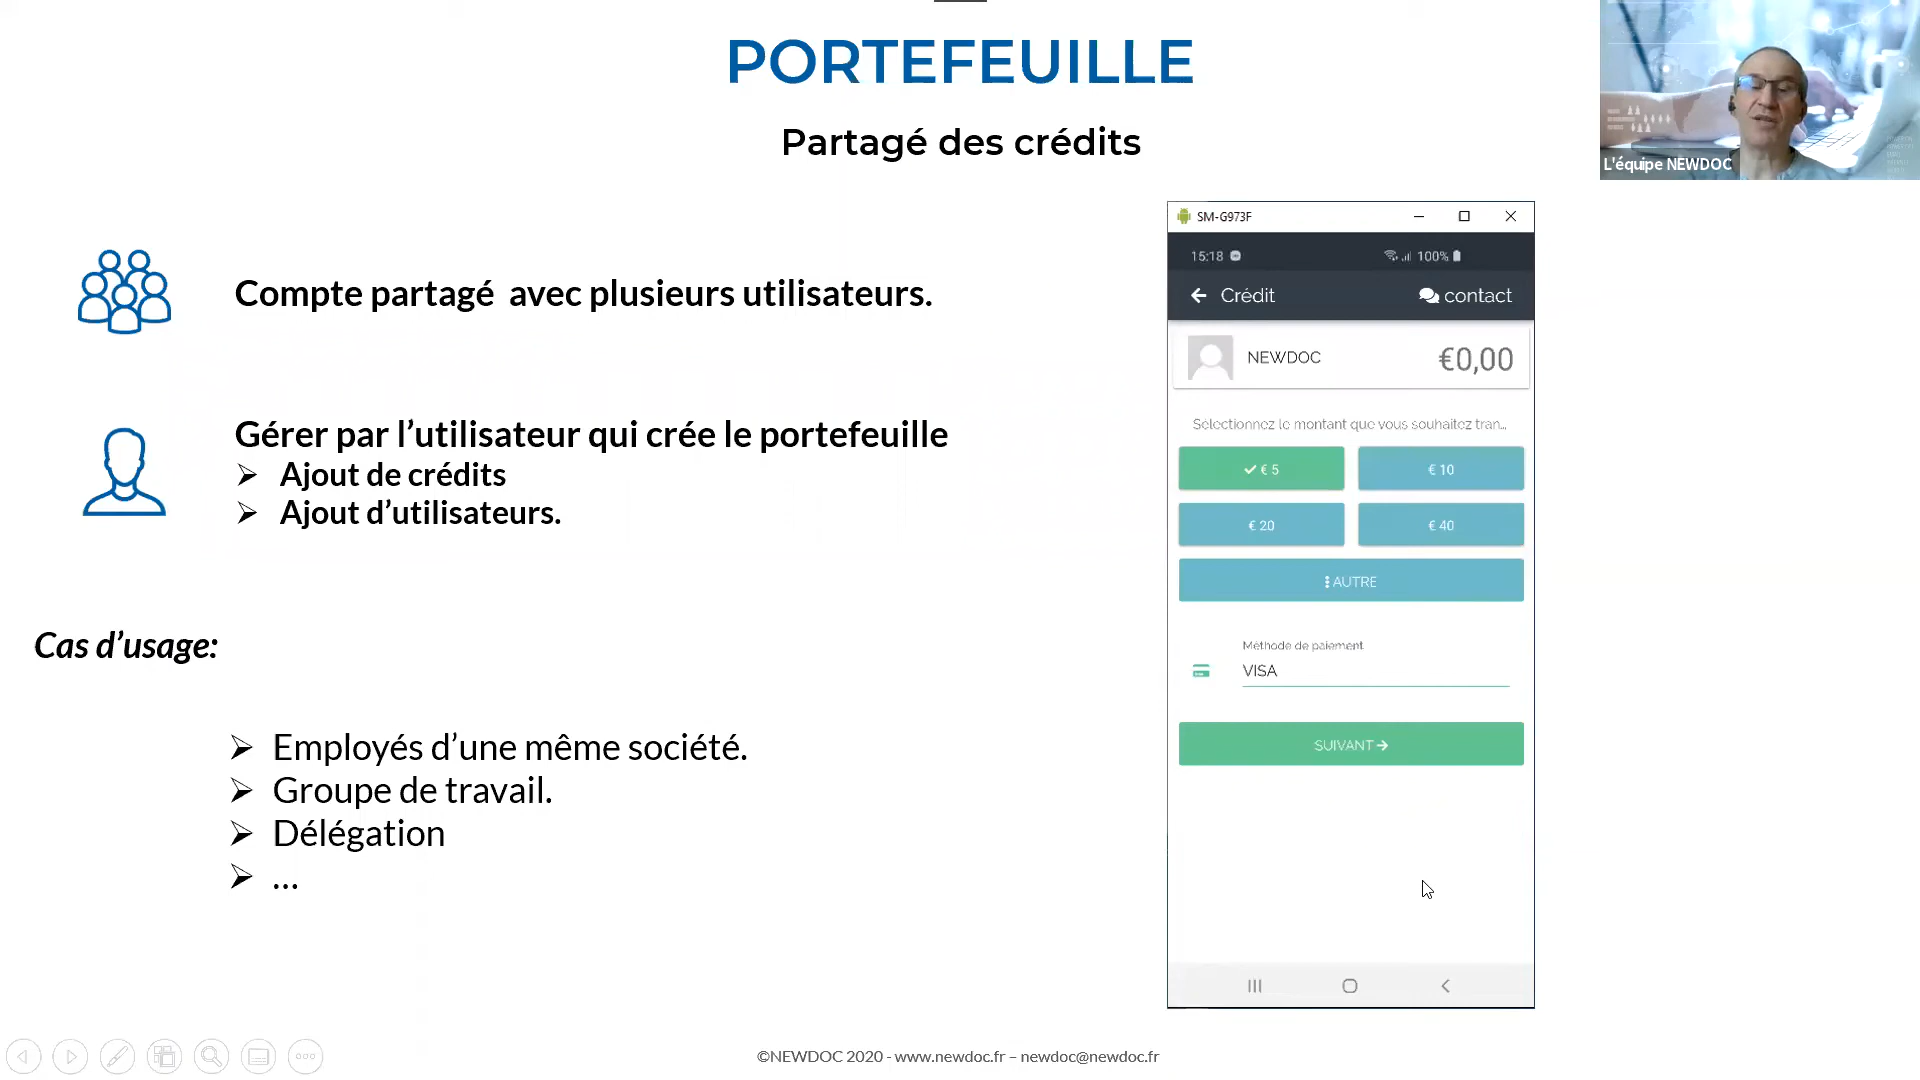 PORTEFEUILLE
Partagé des crédits
L'équipe NEWDOC
Compte partagé  avec plusieurs utilisateurs.
Gérer par l’utilisateur qui crée le portefeuille
➢ Ajout de crédits
➢ Ajout d’utilisateurs.
Cas d’usage:
➢ Employés d’une même société.
➢ Groupe de travail.
➢ Délégation
➢ …
SM-G973F
15:18 100%
Crédit contact
NEWDOC €0,00
Sélectionnez le montant que vous souhaitez tran...
€ 5 € 10
€ 20 € 40
AUTRE
Méthode de paiement
VISA
SUIVANT
©NEWDOC 2020 - www.newdoc.fr – newdoc@newdoc.fr